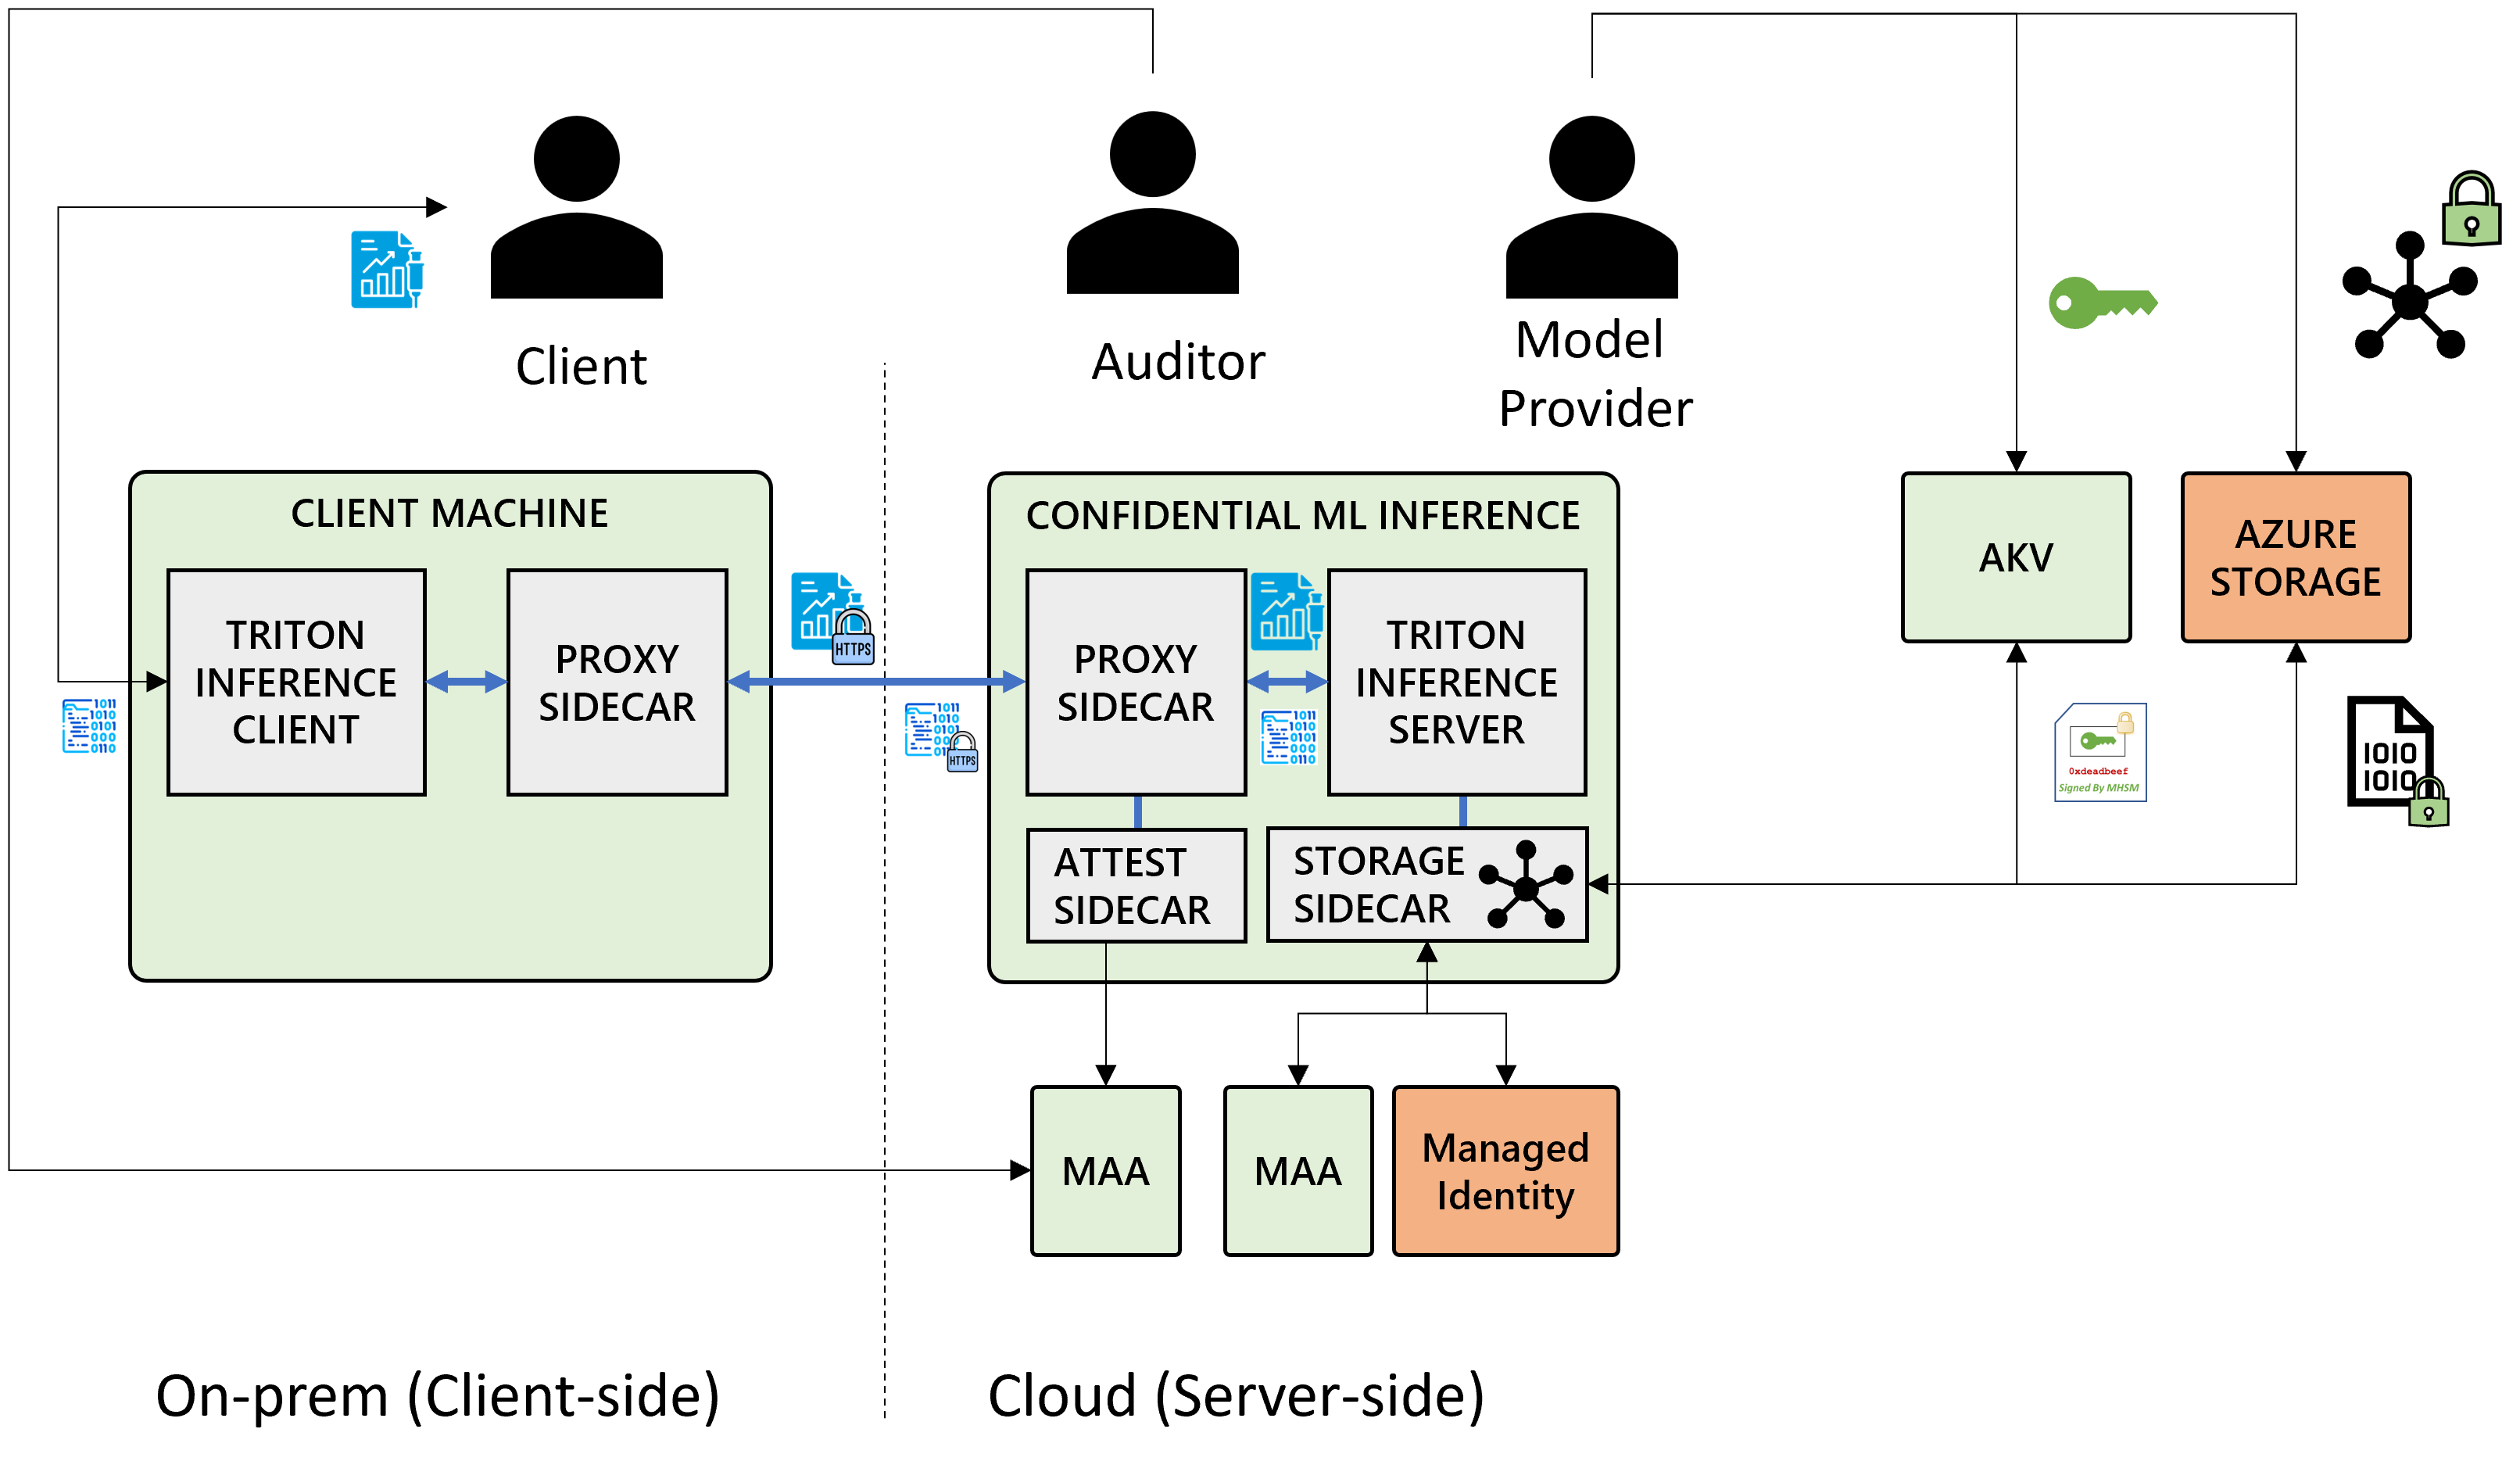 Client
Auditor
Model
Provider
CLIENT MACHINE
TRITON
INFERENCE
CLIENT
PROXY
SIDECAR
HTTPS
HTTPS
CONFIDENTIAL ML INFERENCE
PROXY
SIDECAR
TRITON
INFERENCE
SERVER
ATTEST
SIDECAR
STORAGE
SIDECAR
AKV
AZURE
STORAGE
0xdeadbeef
Signed By MHSM
1010
1010
MAA
MAA
Managed
Identity
On-prem (Client-side)
Cloud (Server-side)